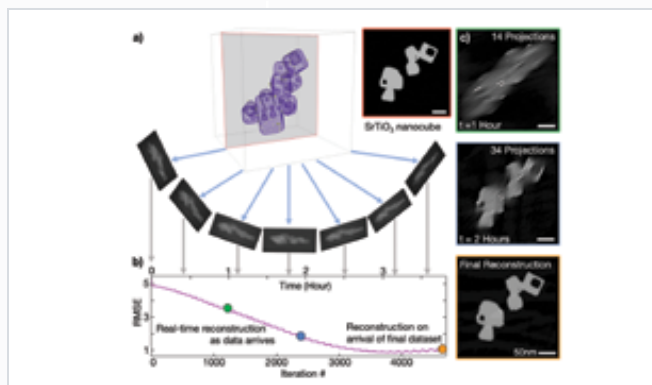 a)
SrTiO₃ nanocube
c)
14 Projections
t =1 Hour
34 Projections
t = 2 Hours
Final Reconstruction
50nm
b)
0 1 2 3
Time (Hour)
RMSE
5
3
1
Real-time reconstruction
as data arrives
Reconstruction on
arrival of final dataset
0 1000 2000 3000 4000
Iteration #